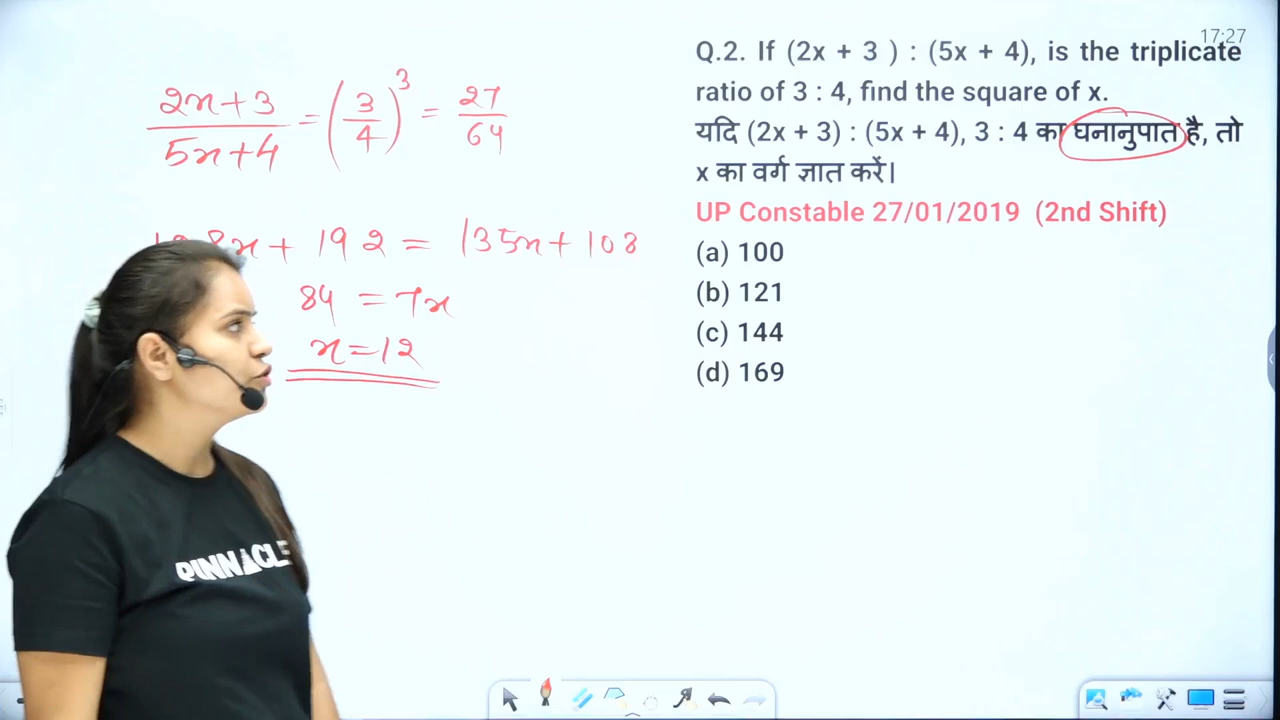 17:27
Q.2. If (2x + 3 ) : (5x + 4), is the triplicate
ratio of 3 : 4, find the square of x.
यदि (2x + 3) : (5x + 4), 3 : 4 का घनानुपात है, तो
x का वर्ग ज्ञात करें।
UP Constable 27/01/2019 (2nd Shift)
(a) 100
(b) 121
(c) 144
(d) 169
2x+3 / 5x+4 = (3/4)^3 = 27/64
x + 192 = 135x + 108
84 = 7x
x = 12
PINNACLE